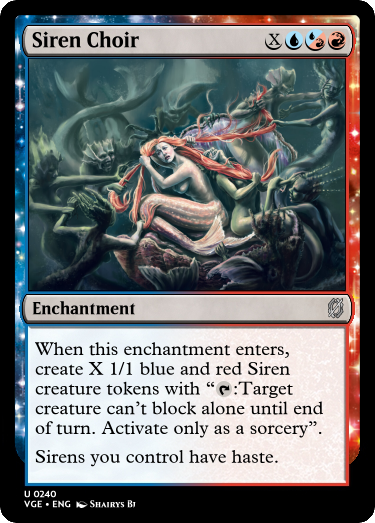 Siren Choir X
Enchantment
When this enchantment enters,
create X 1/1 blue and red Siren
creature tokens with “:Target
creature can't block alone until end
of turn. Activate only as a sorcery”.
Sirens you control have haste.
U 0240
VGE • ENG Shairys Bi